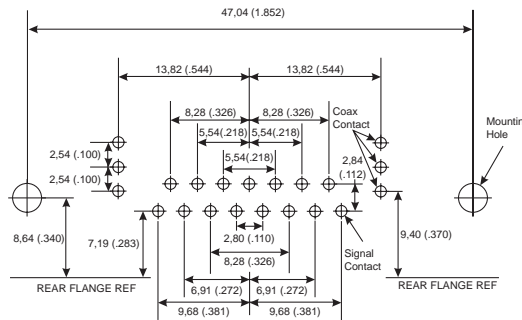 47,04 (1.852)
13,82 (.544) 13,82 (.544)
8,28 (.326) 8,28 (.326)
Coax
Contact
5,54(.218) 5,54(.218)
Mountin
Hole
2,54 (.100)
5,54(.218)
2,84
(.112)
2,54 (.100)
8,64 (.340)
7,19 (.283)
2,80 (.110)
9,40 (.370)
Signal
Contact
8,28 (.326)
REAR FLANGE REF
6,91 (.272) 6,91 (.272)
REAR FLANGE REF
9,68 (.381) 9,68 (.381)